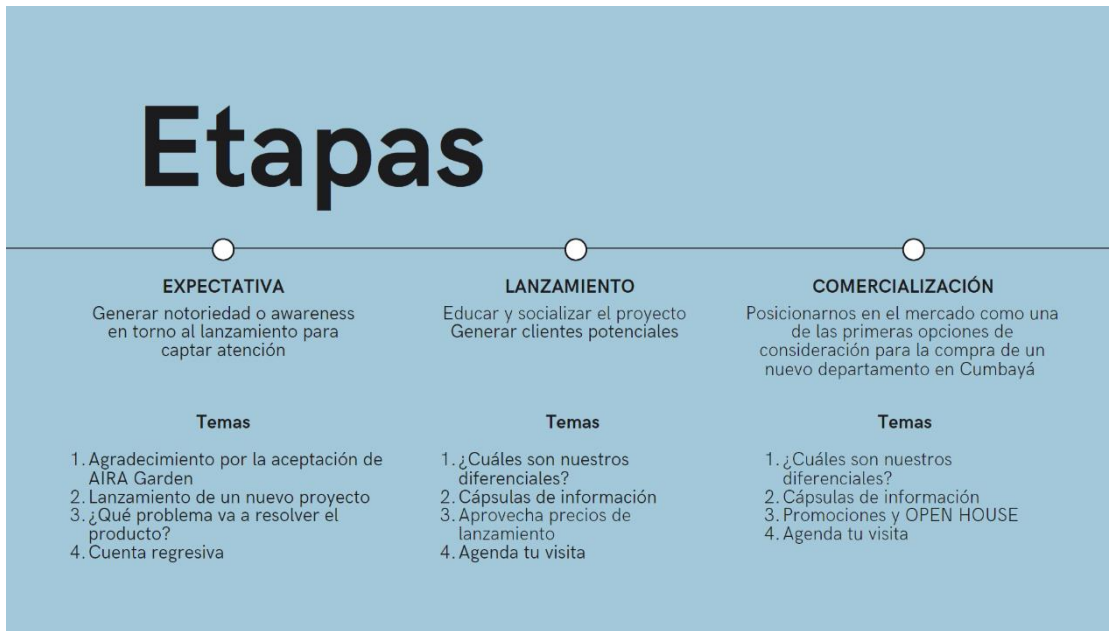 Etapas
EXPECTATIVA
Generar notoriedad o awareness
en torno al lanzamiento para
captar atención
Temas
1. Agradecimiento por la aceptación de
AIRA Garden
2. Lanzamiento de un nuevo proyecto
3. ¿Qué problema va a resolver el
producto?
4. Cuenta regresiva
LANZAMIENTO
Educar y socializar el proyecto
Generar clientes potenciales
Temas
1. ¿Cuáles son nuestros
diferenciales?
2. Cápsulas de información
3. Aprovecha precios de
lanzamiento
4. Agenda tu visita
COMERCIALIZACIÓN
Posicionarnos en el mercado como una
de las primeras opciones de
consideración para la compra de un
nuevo departamento en Cumbayá
Temas
1. ¿Cuáles son nuestros
diferenciales?
2. Cápsulas de información
3. Promociones y OPEN HOUSE
4. Agenda tu visita